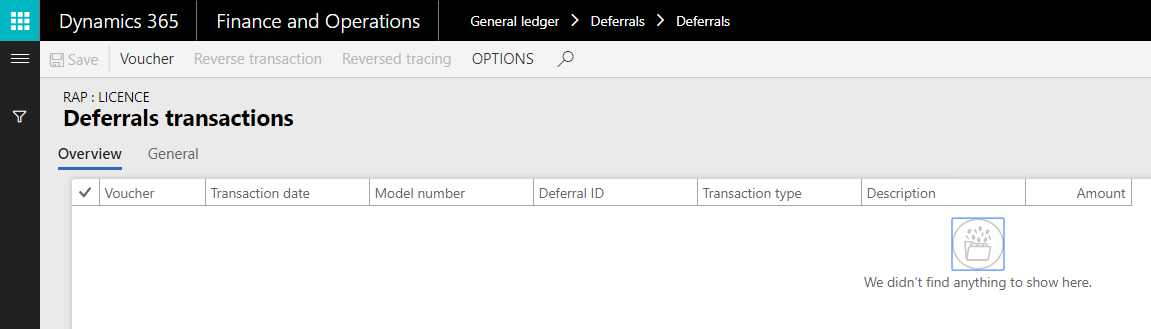 Dynamics 365 Finance and Operations General ledger > Deferrals > Deferrals
Save Voucher Reverse transaction Reversed tracing OPTIONS
RAP : LICENCE
Deferrals transactions
Overview General
Voucher Transaction date Model number Deferral ID Transaction type Description Amount
We didn't find anything to show here.